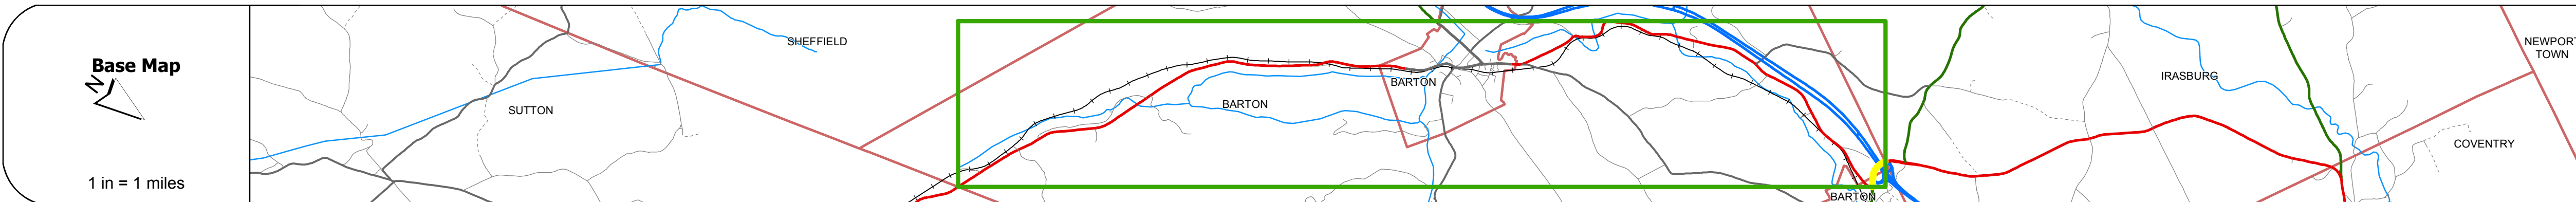 Base Map
N
1 in = 1 miles
SUTTON
SHEFFIELD
BARTON
BARTON
BARTON
IRASBURG
NEWPORT
TOWN
COVENTRY